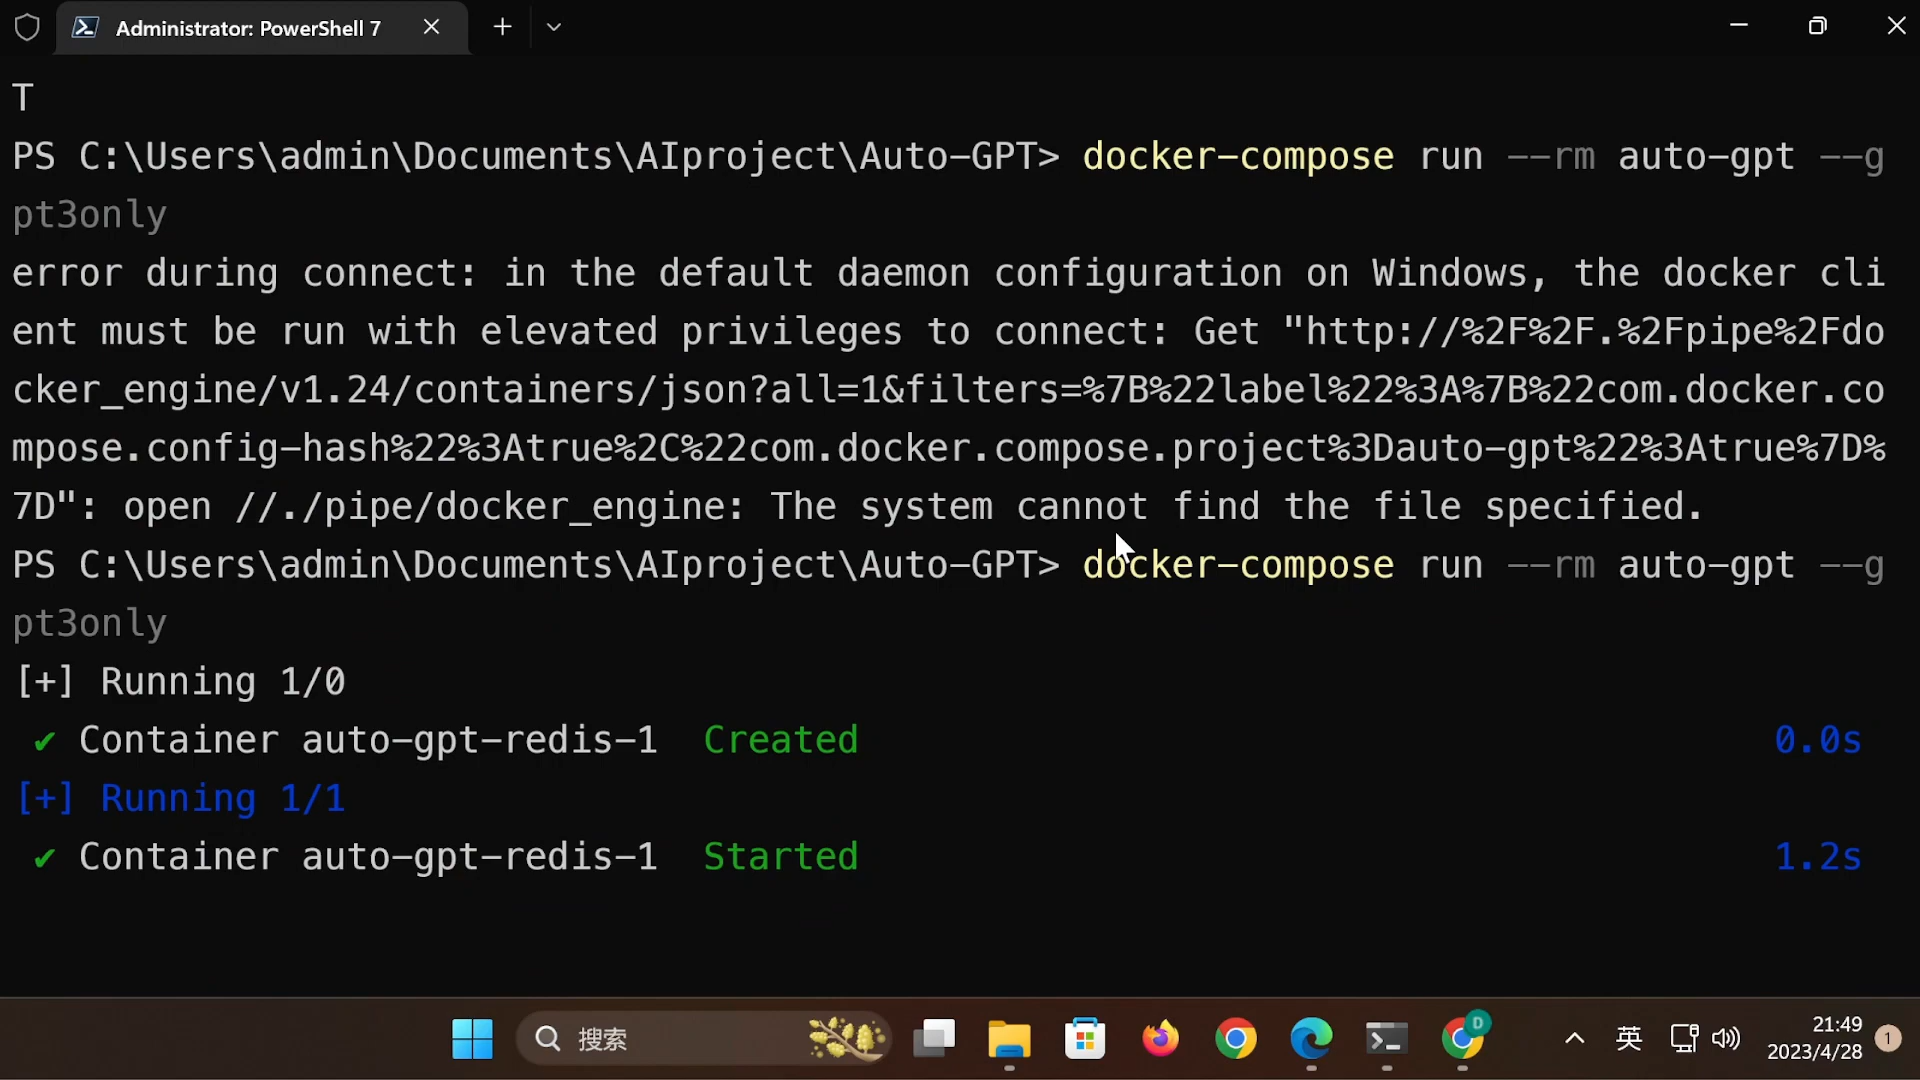 Administrator: PowerShell 7
T
PS C:\Users\admin\Documents\AIproject\Auto-GPT> docker-compose run --rm auto-gpt --g
pt3only
error during connect: in the default daemon configuration on Windows, the docker cli
ent must be run with elevated privileges to connect: Get "http://%2F%2F.%2Fpipe%2Fdo
cker_engine/v1.24/containers/json?all=1&filters=%7B%22label%22%3A%7B%22com.docker.co
mpose.config-hash%22%3Atrue%2C%22com.docker.compose.project%3Dauto-gpt%22%3Atrue%7D%
7D": open //./pipe/docker_engine: The system cannot find the file specified.
PS C:\Users\admin\Documents\AIproject\Auto-GPT> docker-compose run --rm auto-gpt --g
pt3only
[+] Running 1/0
✔ Container auto-gpt-redis-1 Created 0.0s
[+] Running 1/1
✔ Container auto-gpt-redis-1 Started 1.2s
搜索
D
英
21:49
2023/4/28
1